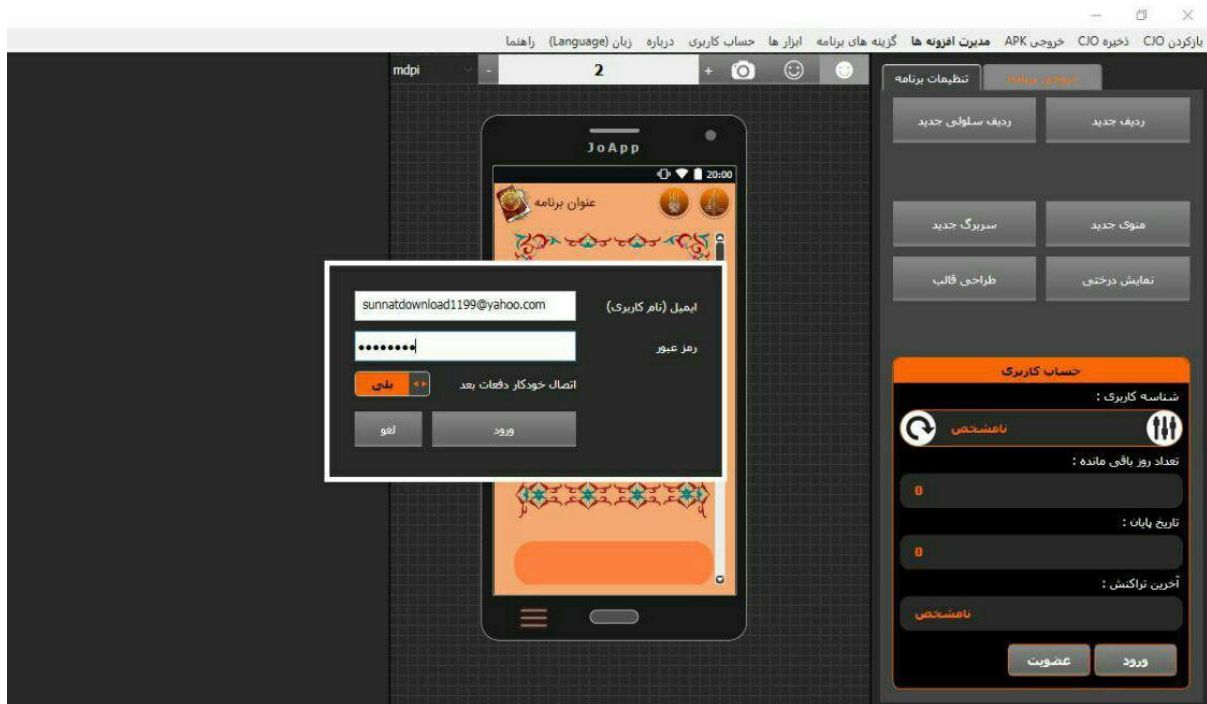 بازکردن CJO ذخیره CJO خروجی APK مدیرت افزونه ها گزینه های برنامه ابزار ها حساب کاربری درباره زبان (Language) راهنما
mdpi - 2 +
تنظیمات برنامه
ردیف جدید ردیف سلولی جدید
JoApp
20:00
عنوان برنامه
منوی جدید سربرگ جدید
نمایش درختی طراحی قالب
ایمیل (نام کاربری) sunnatdownload1199@yahoo.com
رمز عبور ••••••••
اتصال خودکار دفعات بعد بلی
ورود لغو
حساب کاربری
شناسه کاربری :
نامشخص
تعداد روز باقی مانده :
0
تاریخ پایان :
0
آخرین تراکنش :
نامشخص
ورود عضویت